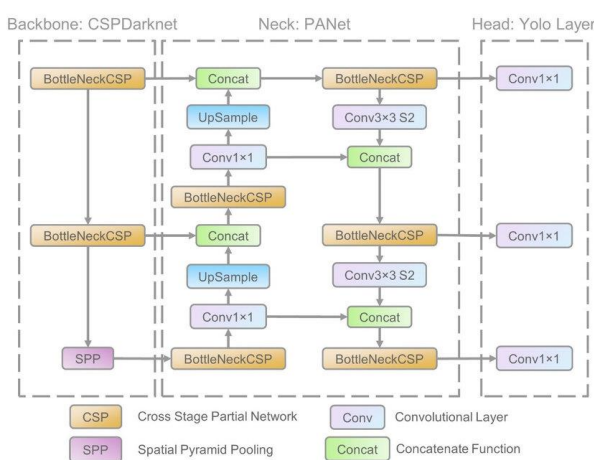 Backbone: CSPDarknet Neck: PANet Head: Yolo Layer
BottleNeckCSP Concat BottleNeckCSP Conv1×1
UpSample Conv3×3 S2
Conv1×1 Concat
BottleNeckCSP
BottleNeckCSP Concat BottleNeckCSP Conv1×1
UpSample Conv3×3 S2
Conv1×1 Concat
SPP BottleNeckCSP BottleNeckCSP Conv1×1
CSP Cross Stage Partial Network Conv Convolutional Layer
SPP Spatial Pyramid Pooling Concat Concatenate Function